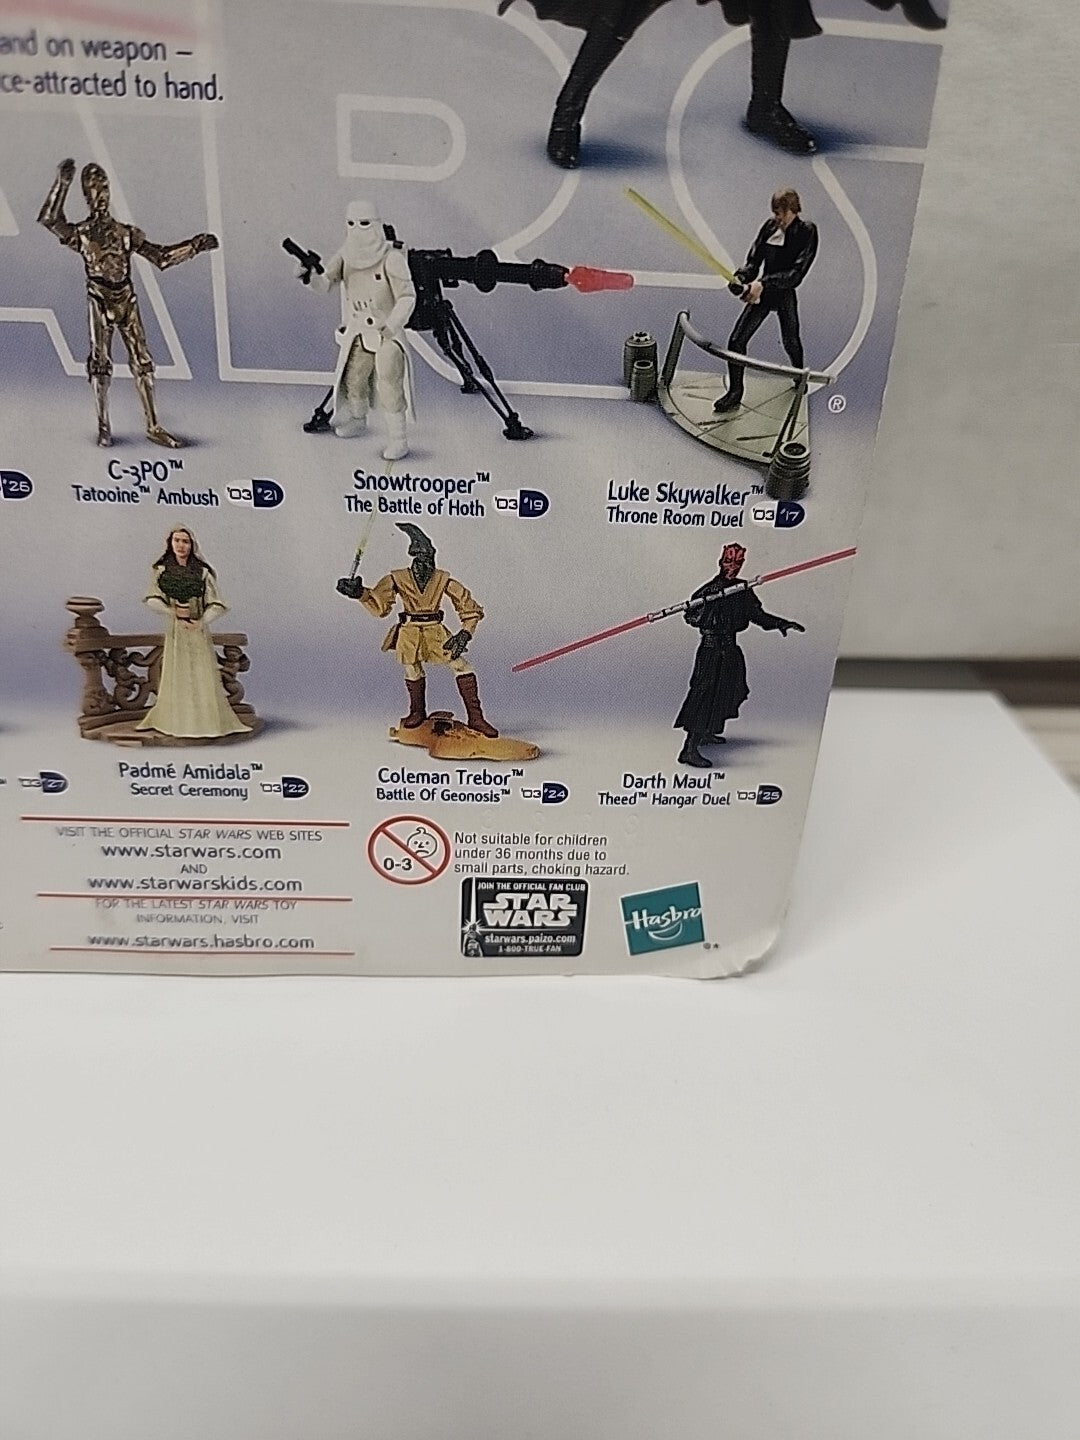 and on weapon –
ce-attracted to hand.
ARS
®
'26
C-3PO™
Tatooine™ Ambush '03 '21
Snowtrooper™
The Battle of Hoth '03 '19
Luke Skywalker™
Throne Room Duel '03 '17
'03 '27
Padmé Amidala™
Secret Ceremony '03 '22
Coleman Trebor™
Battle Of Geonosis™ '03 '24
Darth Maul™
Theed™ Hangar Duel '03 '25
VISIT THE OFFICIAL STAR WARS WEB SITES
www.starwars.com
AND
www.starwarskids.com
FOR THE LATEST STAR WARS TOY
INFORMATION, VISIT
www.starwars.hasbro.com
0-3
Not suitable for children
under 36 months due to
small parts, choking hazard.
JOIN THE OFFICIAL FAN CLUB
STAR
WARS
starwars.paizo.com
1-800-TRUE-FAN
Hasbro
®*